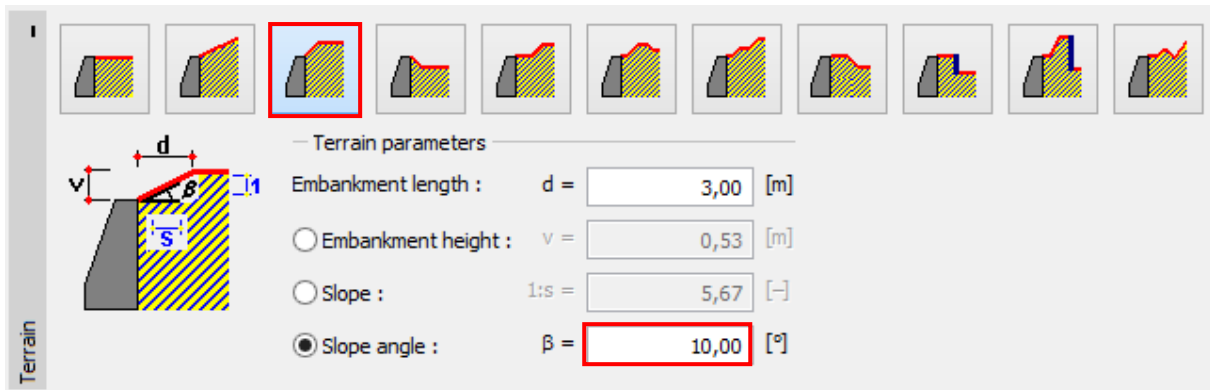 d
v
β
1
s
Terrain parameters
Embankment length : d = 3,00 [m]
Embankment height : v = 0,53 [m]
Slope : 1:s = 5,67 [–]
Slope angle : β = 10,00 [°]
Terrain